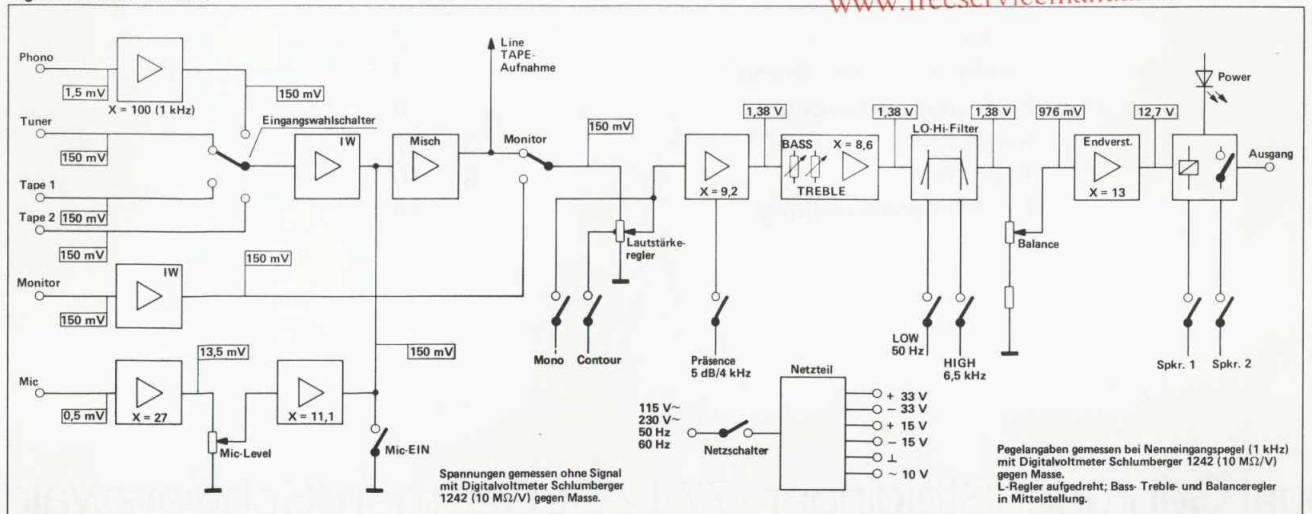 www.freeservicemanua
Phono
1,5 mV
X = 100 (1 kHz)
150 mV
Tuner
150 mV
Eingangswahlschalter
Tape 1
150 mV
Tape 2
150 mV
IW
Misch
Line
TAPE-
Aufnahme
Monitor
150 mV
Monitor
150 mV
IW
150 mV
Mic
0,5 mV
X = 27
13,5 mV
Mic-Level
X = 11,1
150 mV
Mic-EIN
Lautstärke-
regler
Mono
Contour
X = 9,2
Präsence
5 dB/4 kHz
1,38 V
BASS
X = 8,6
TREBLE
1,38 V
LO-Hi-Filter
LOW
50 Hz
HIGH
6,5 kHz
1,38 V
Balance
976 mV
Endverst.
X = 13
12,7 V
Power
Ausgang
Spkr. 1
Spkr. 2
115 V~
230 V~
50 Hz
60 Hz
Netzschalter
Netzteil
+ 33 V
− 33 V
+ 15 V
− 15 V
⊥
~ 10 V
Spannungen gemessen ohne Signal
mit Digitalvoltmeter Schlumberger
1242 (10 MΩ/V) gegen Masse.
Pegelangaben gemessen bei Nenneingangspegel (1 kHz)
mit Digitalvoltmeter Schlumberger 1242 (10 MΩ/V)
gegen Masse.
L-Regler aufgedreht; Bass- Treble- und Balanceregler
in Mittelstellung.